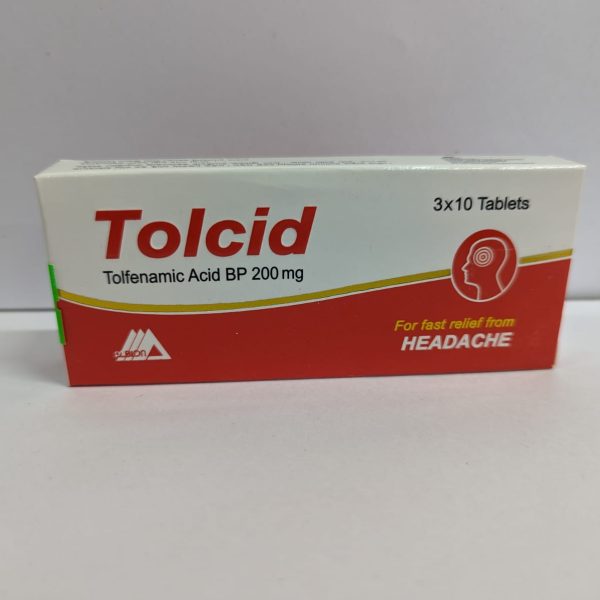 Tolcid
3x10 Tablets
Tolfenamic Acid BP 200 mg
For fast relief from
HEADACHE